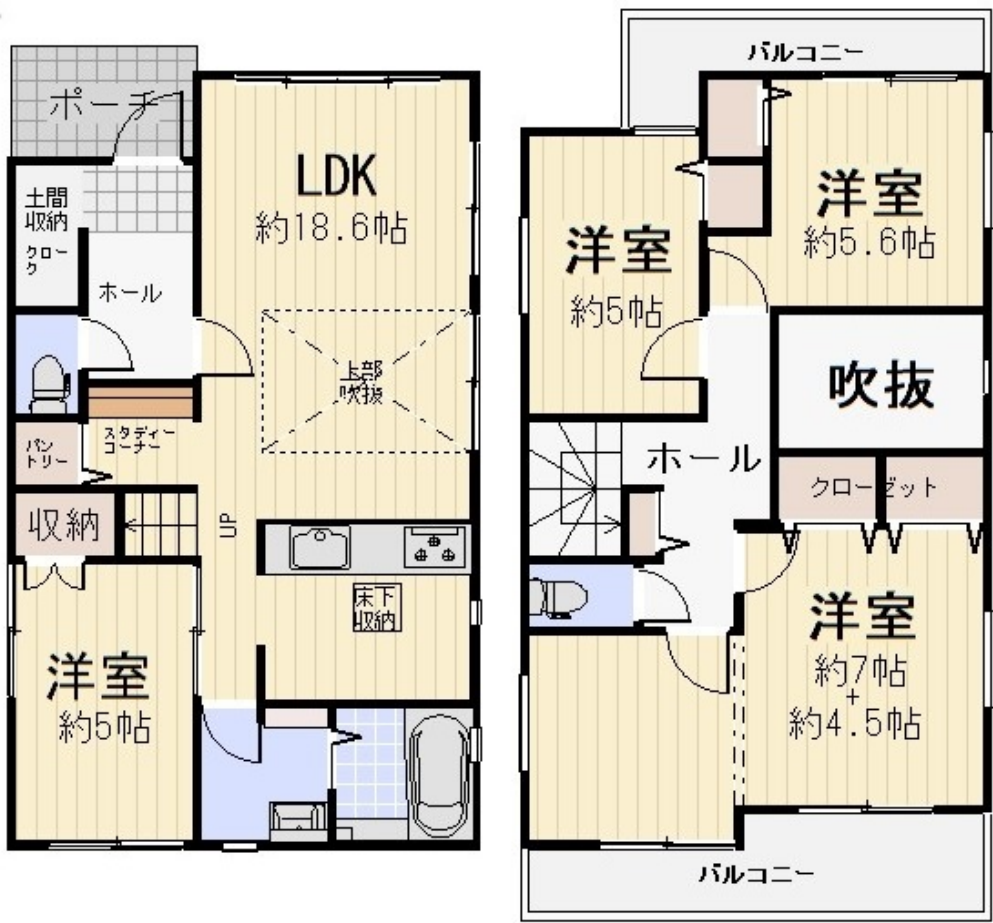 ポーチ
LDK
約18.6帖
土間
収納
クロー
ク
ホール
上部
吹抜
スタディー
コーナー
パン
トリー
収納
UP
床下
収納
洋室
約5帖
バルコニー
洋室
約5.6帖
洋室
約5帖
吹抜
ホール
クローゼット
洋室
約7帖
+
約4.5帖
バルコニー